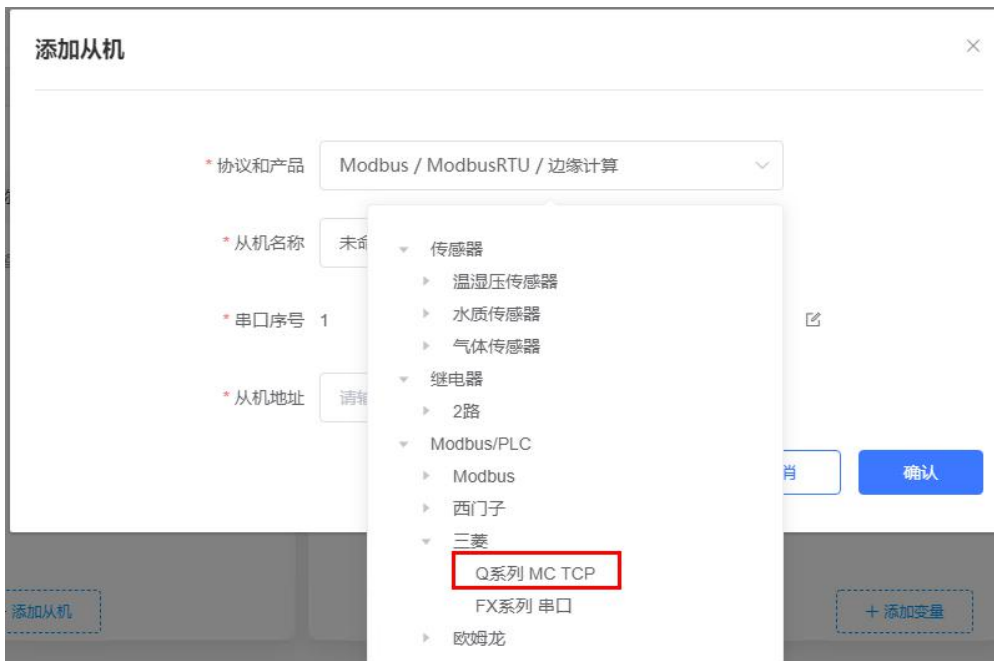 添加从机
* 协议和产品 Modbus / ModbusRTU / 边缘计算
* 从机名称 未命
传感器
温湿压传感器
* 串口序号 1
水质传感器
气体传感器
继电器
* 从机地址 请输
2路
Modbus/PLC
Modbus
消 确认
西门子
三菱
Q系列 MC TCP
FX系列 串口
添加从机 + 添加变量
欧姆龙